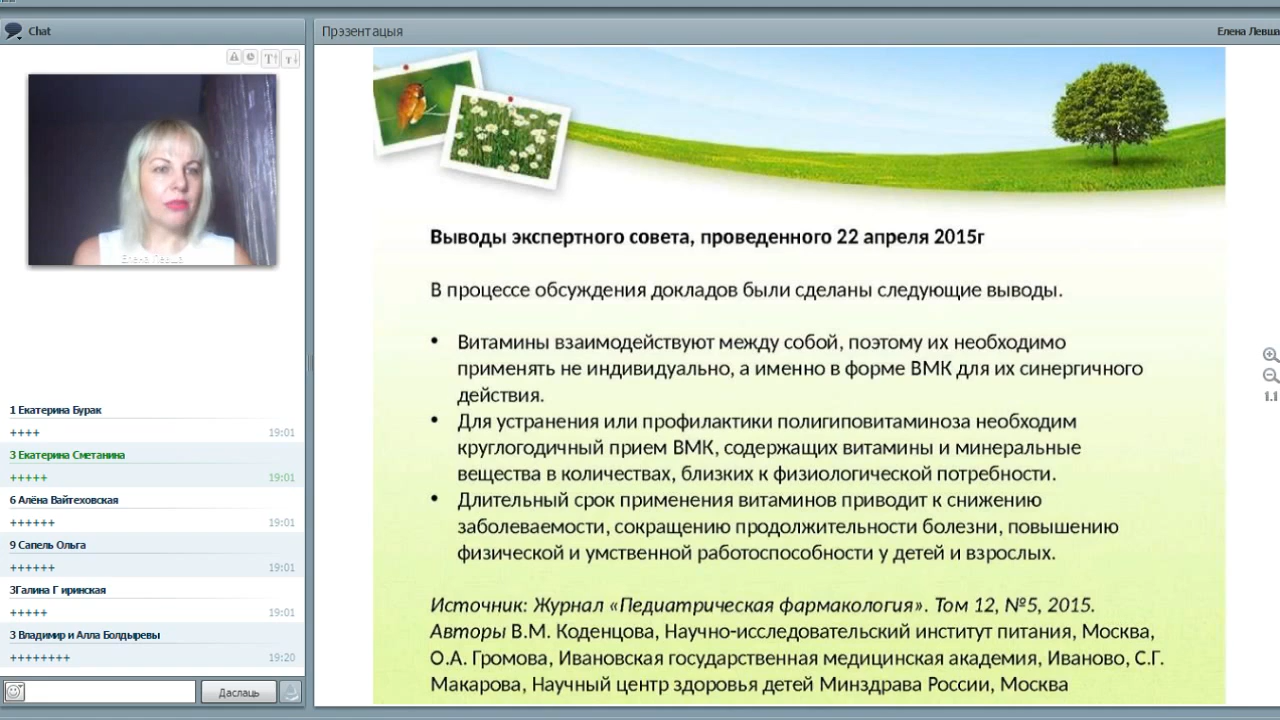 Chat
Прэзентацыя
Елена Левша
Елена Левша
1 Екатерина Бурак
++++ 19:01
3 Екатерина Сметанина
+++++ 19:01
6 Алёна Вайтеховская
++++++ 19:01
9 Сапель Ольга
++++++ 19:01
3Галина Г иринская
+++++ 19:01
3 Владимир и Алла Болдыревы
++++++++ 19:20
Даслаць
Выводы экспертного совета, проведенного 22 апреля 2015г
В процессе обсуждения докладов были сделаны следующие выводы.
• Витамины взаимодействуют между собой, поэтому их необходимо
применять не индивидуально, а именно в форме ВМК для их синергичного
действия.
• Для устранения или профилактики полигиповитаминоза необходим
круглогодичный прием ВМК, содержащих витамины и минеральные
вещества в количествах, близких к физиологической потребности.
• Длительный срок применения витаминов приводит к снижению
заболеваемости, сокращению продолжительности болезни, повышению
физической и умственной работоспособности у детей и взрослых.
Источник: Журнал «Педиатрическая фармакология». Том 12, №5, 2015.
Авторы В.М. Коденцова, Научно-исследовательский институт питания, Москва,
О.А. Громова, Ивановская государственная медицинская академия, Иваново, С.Г.
Макарова, Научный центр здоровья детей Минздрава России, Москва
1.1